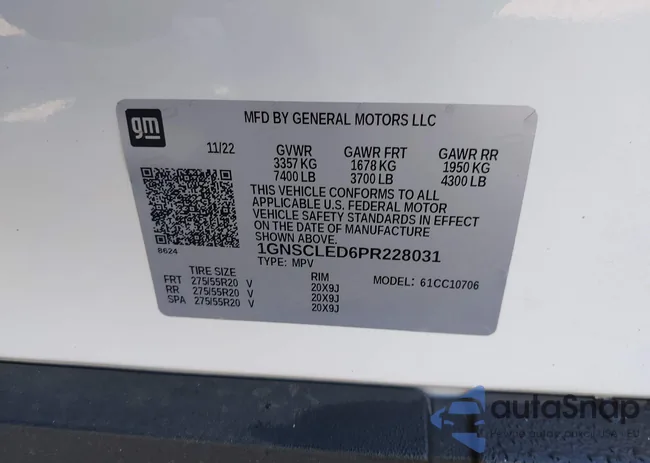 gm
MFD BY GENERAL MOTORS LLC
11/22 GVWR GAWR FRT GAWR RR
3357 KG 1678 KG 1950 KG
7400 LB 3700 LB 4300 LB
THIS VEHICLE CONFORMS TO ALL
APPLICABLE U.S. FEDERAL MOTOR
VEHICLE SAFETY STANDARDS IN EFFECT
ON THE DATE OF MANUFACTURE
SHOWN ABOVE.
8624
1GNSCLED6PR228031
TYPE: MPV
TIRE SIZE RIM MODEL: 61CC10706
FRT 275/55R20 V 20X9J
RR 275/55R20 V 20X9J
SPA 275/55R20 V 20X9J
autoSnap